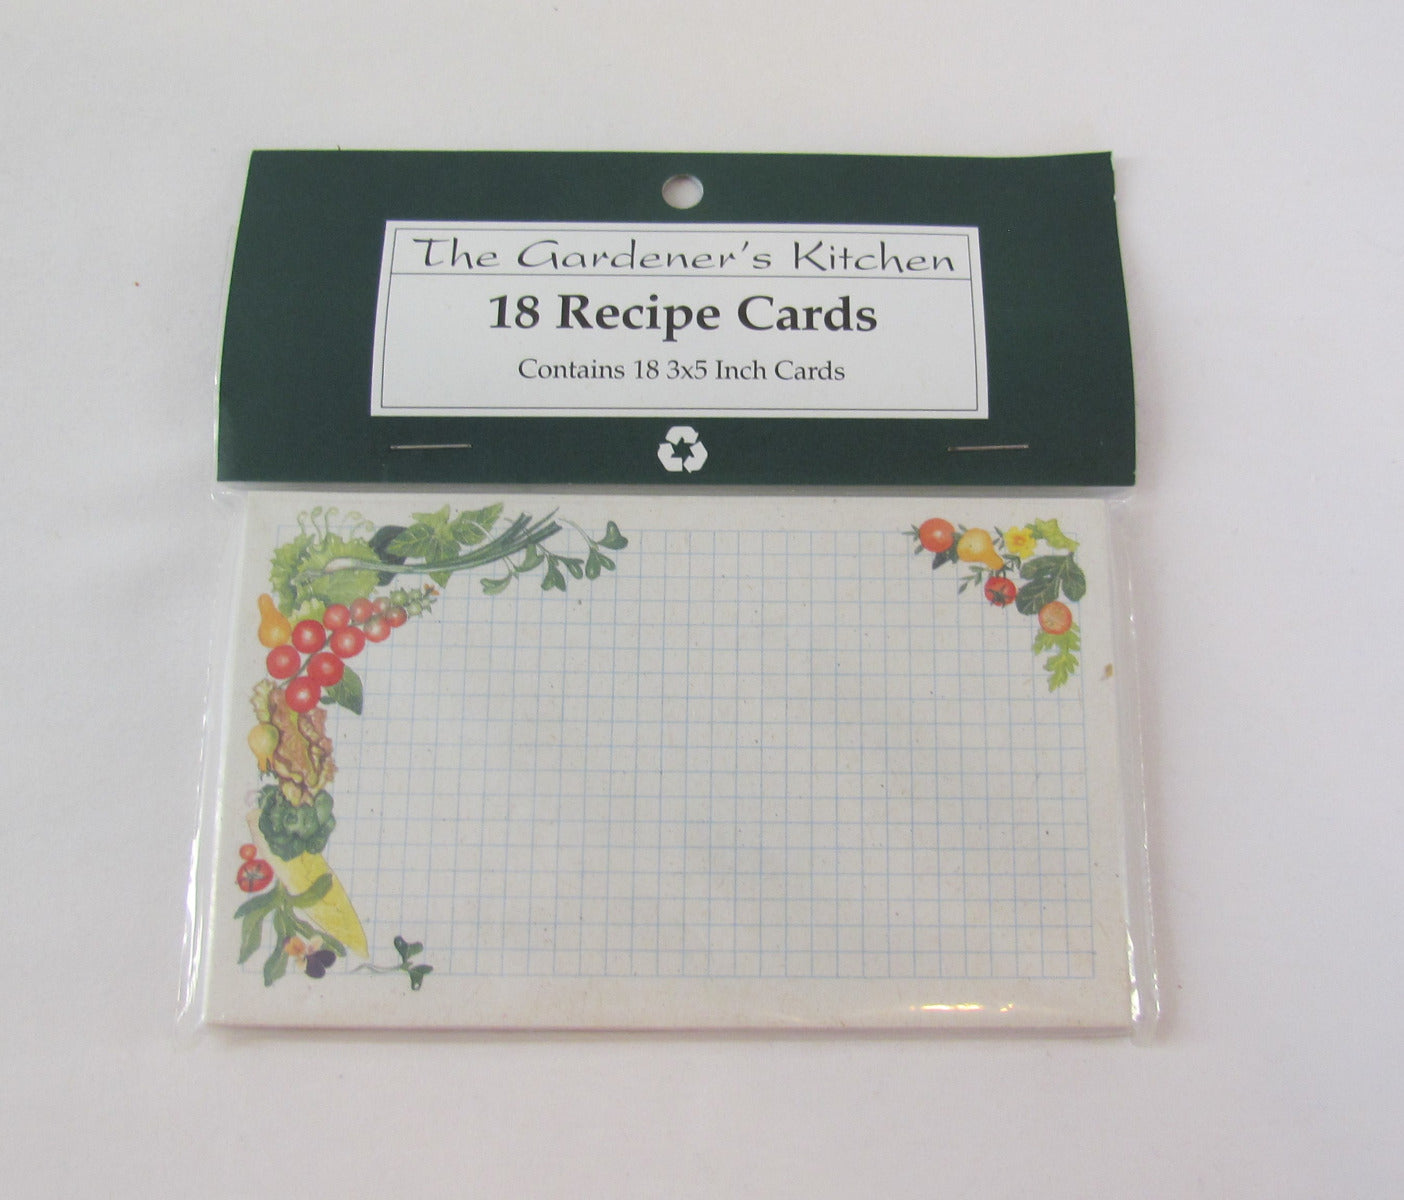 The Gardener's Kitchen
18 Recipe Cards
Contains 18 3x5 Inch Cards